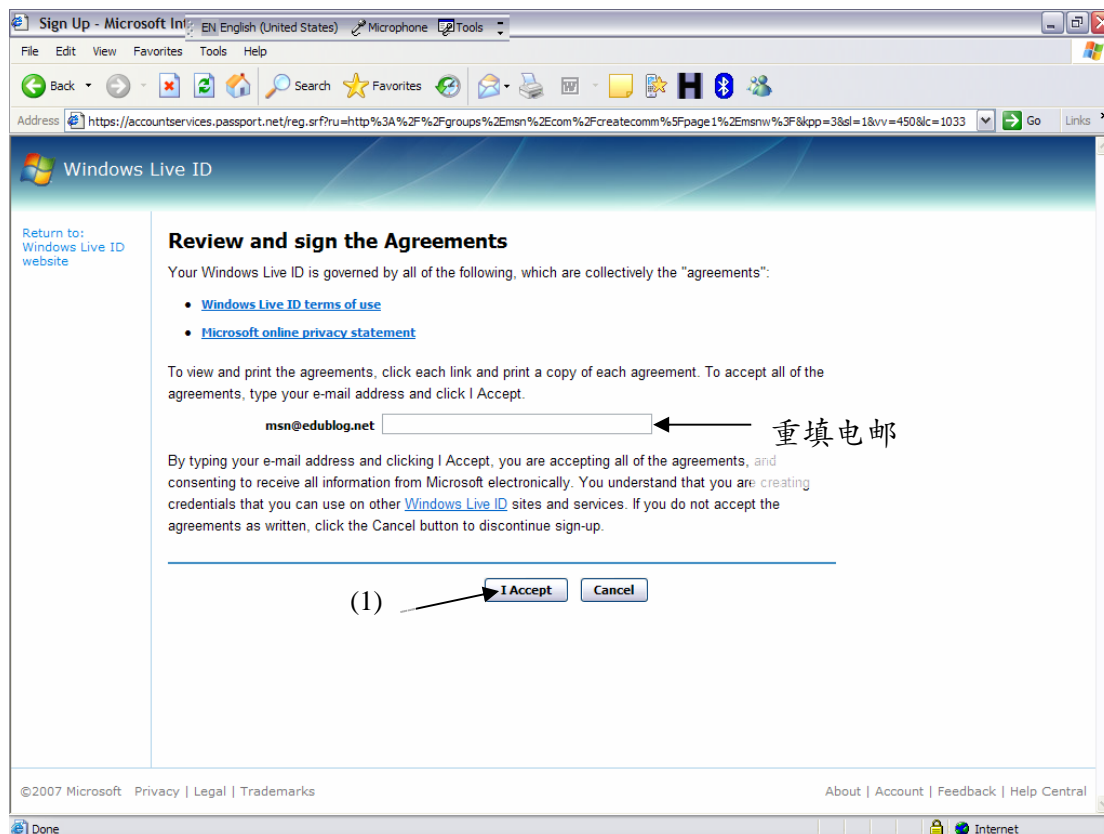 Sign Up - Microsoft Int
EN English (United States) Microphone Tools
File Edit View Favorites Tools Help
Back Search Favorites
Address https://accountservices.passport.net/reg.srf?ru=http%3A%2F%2Fgroups%2Emsn%2Ecom%2Fcreatecomm%5Fpage1%2Emsnw%3F&kpp=3&sl=1&vv=450&lc=1033 Go Links
Windows Live ID
Return to:
Windows Live ID
website
Review and sign the Agreements
Your Windows Live ID is governed by all of the following, which are collectively the "agreements":
• Windows Live ID terms of use
• Microsoft online privacy statement
To view and print the agreements, click each link and print a copy of each agreement. To accept all of the
agreements, type your e-mail address and click I Accept.
msn@edublog.net
重填电邮
By typing your e-mail address and clicking I Accept, you are accepting all of the agreements, and
consenting to receive all information from Microsoft electronically. You understand that you are creating
credentials that you can use on other Windows Live ID sites and services. If you do not accept the
agreements as written, click the Cancel button to discontinue sign-up.
(1) I Accept Cancel
©2007 Microsoft Privacy | Legal | Trademarks About | Account | Feedback | Help Central
Done Internet